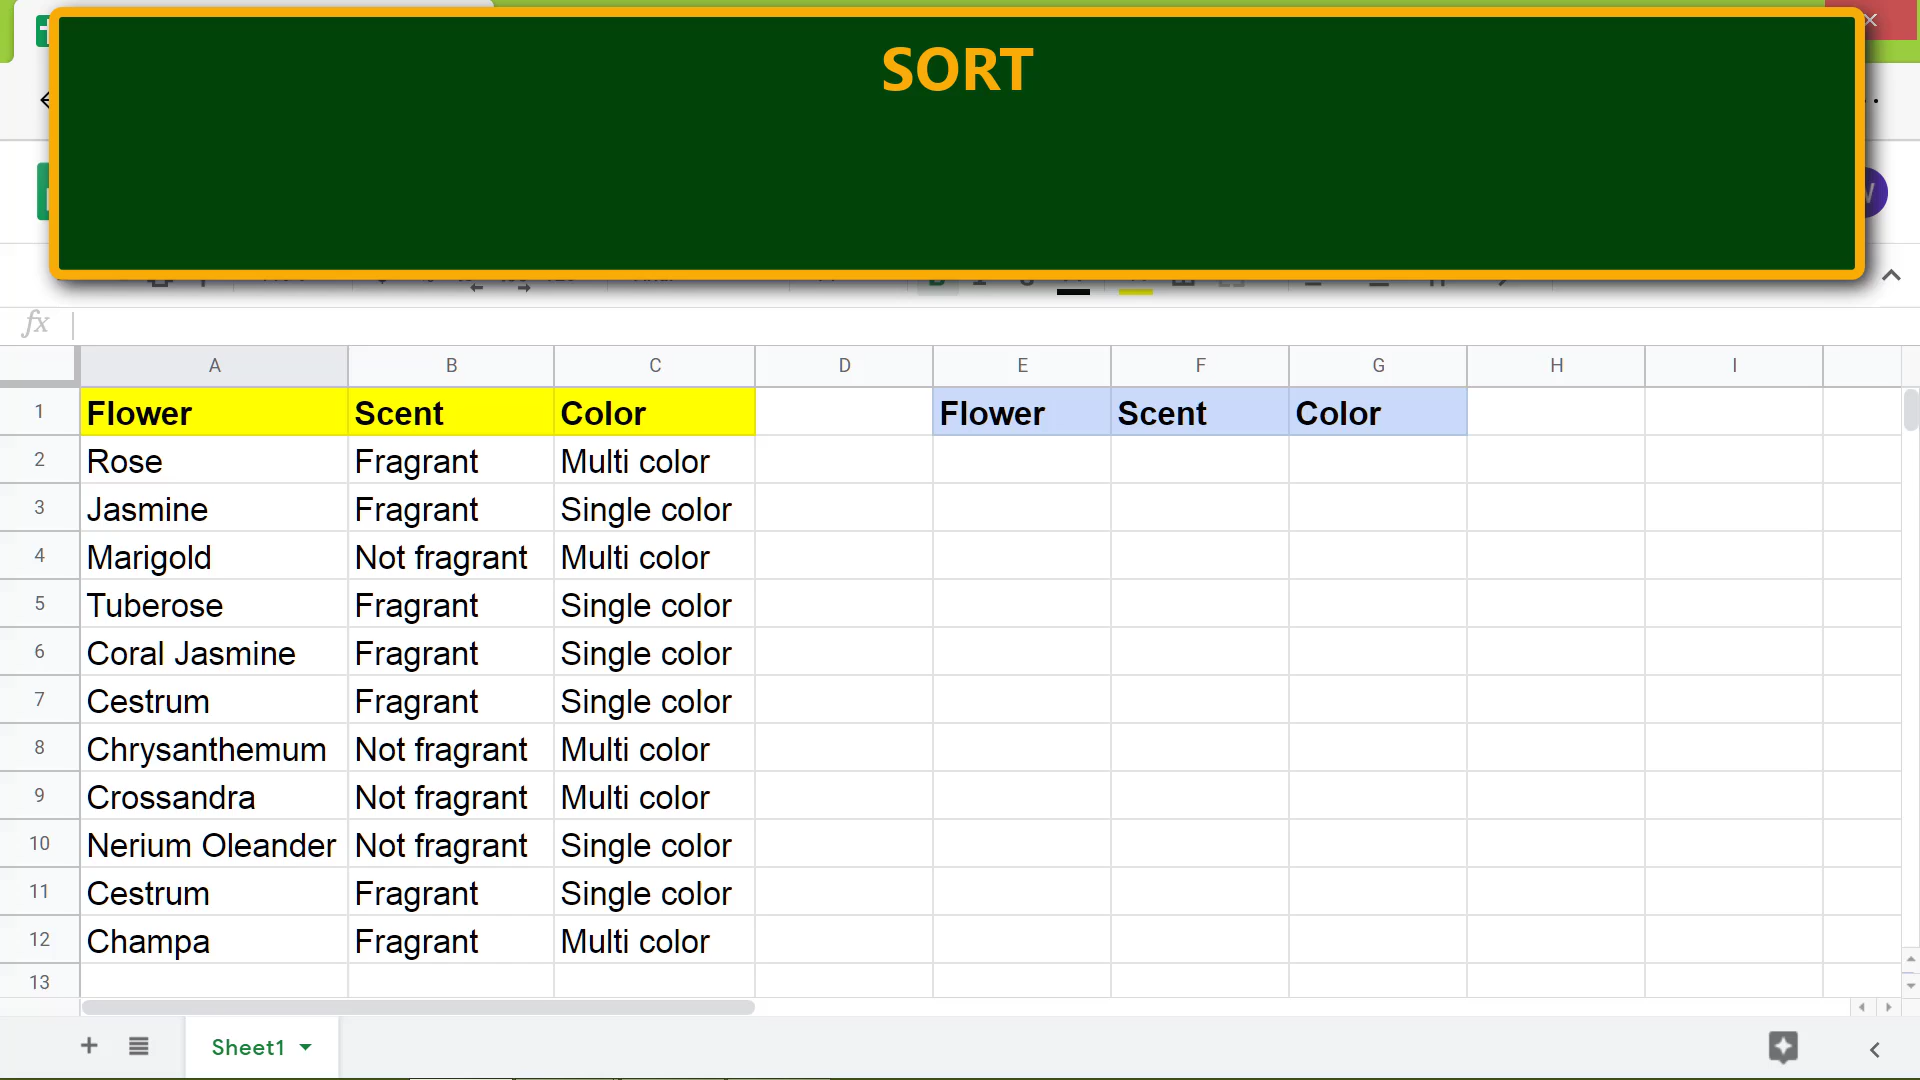 SORT
fx
A B C D E F G H I
1 Flower Scent Color Flower Scent Color
2 Rose Fragrant Multi color
3 Jasmine Fragrant Single color
4 Marigold Not fragrant Multi color
5 Tuberose Fragrant Single color
6 Coral Jasmine Fragrant Single color
7 Cestrum Fragrant Single color
8 Chrysanthemum Not fragrant Multi color
9 Crossandra Not fragrant Multi color
10 Nerium Oleander Not fragrant Single color
11 Cestrum Fragrant Single color
12 Champa Fragrant Multi color
13
Sheet1